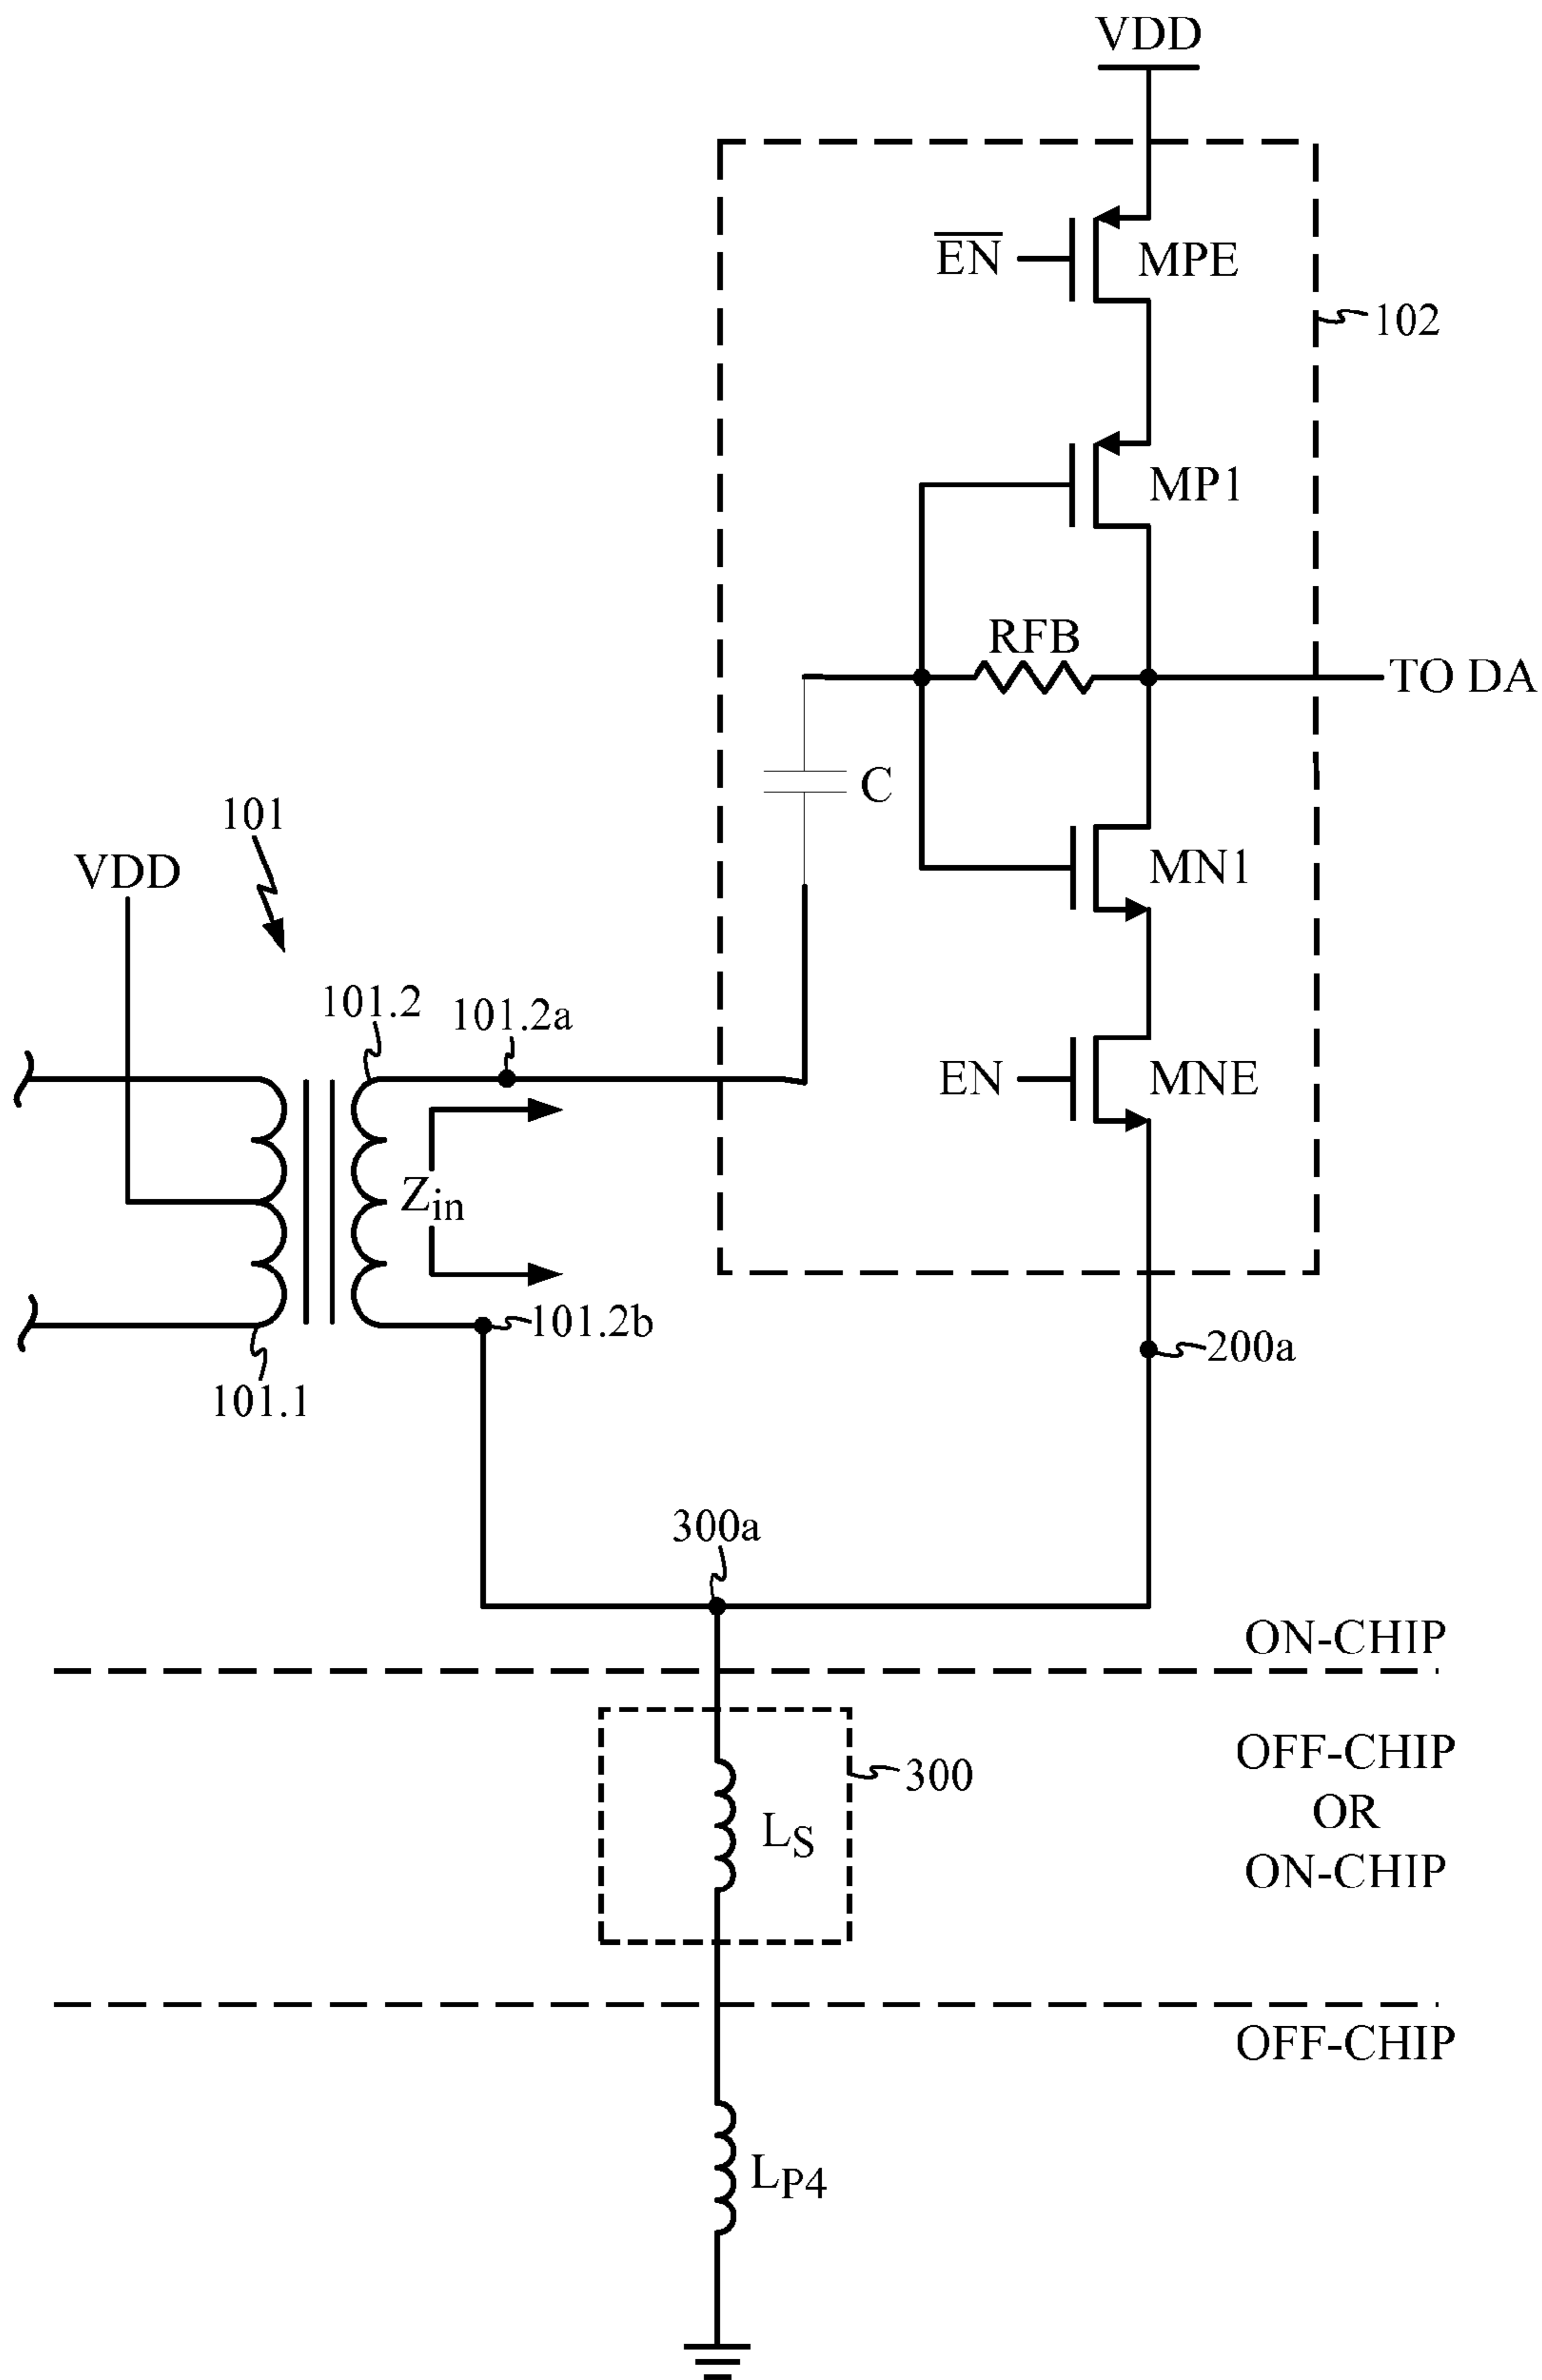 VDD
EN
MPE
102
MP1
RFB
TO DA
C
101
VDD
MN1
101.2
101.2a
EN
MNE
Zin
101.2b
200a
101.1
300a
ON-CHIP
OFF-CHIP
OR
ON-CHIP
300
LS
OFF-CHIP
LP4